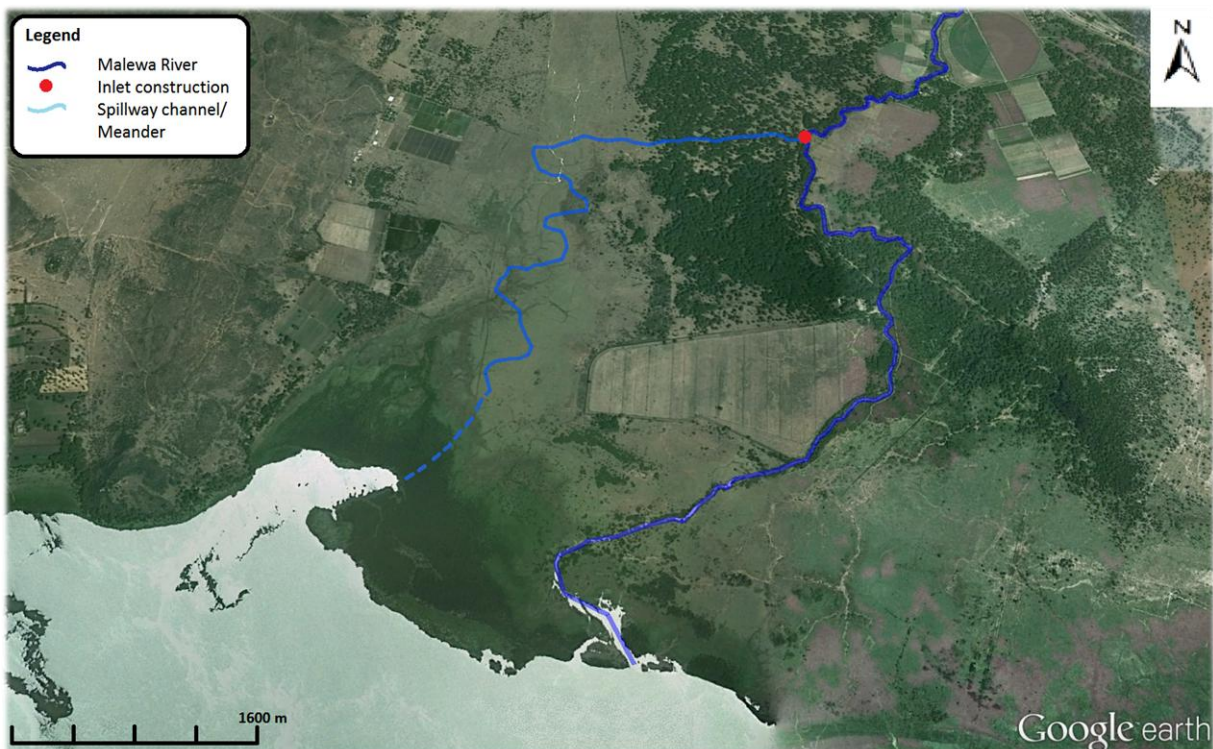 Legend
Malewa River
Inlet construction
Spillway channel/
Meander
N
1600 m
Google earth